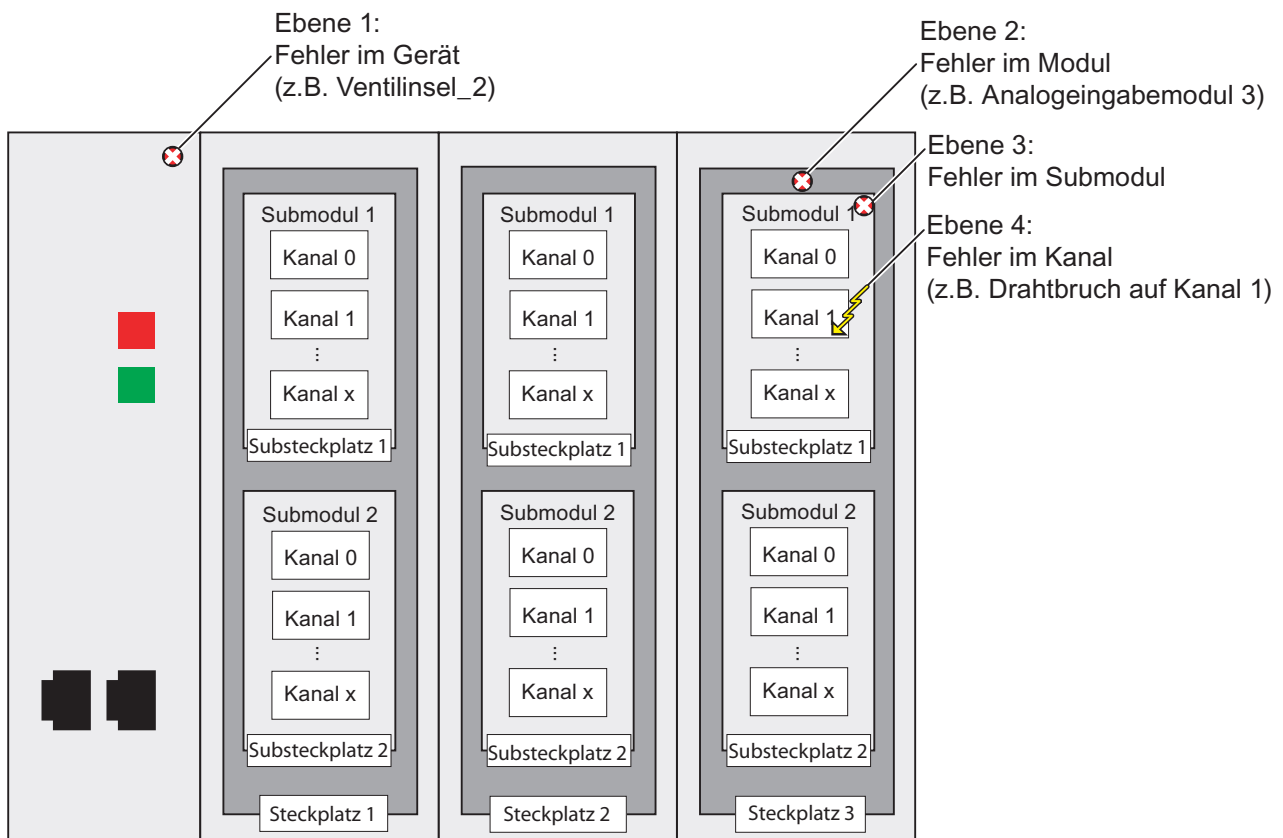 Ebene 1:
Fehler im Gerät
(z.B. Ventilinsel_2)
Ebene 2:
Fehler im Modul
(z.B. Analogeingabemodul 3)
Ebene 3:
Fehler im Submodul
Ebene 4:
Fehler im Kanal
(z.B. Drahtbruch auf Kanal 1)
Submodul 1
Kanal 0
Kanal 1
⋮
Kanal x
Substeckplatz 1
Submodul 2
Kanal 0
Kanal 1
⋮
Kanal x
Substeckplatz 2
Steckplatz 1
Submodul 1
Kanal 0
Kanal 1
⋮
Kanal x
Substeckplatz 1
Submodul 2
Kanal 0
Kanal 1
⋮
Kanal x
Substeckplatz 2
Steckplatz 2
Submodul 1
Kanal 0
Kanal 1
⋮
Kanal x
Substeckplatz 1
Submodul 2
Kanal 0
Kanal 1
⋮
Kanal x
Substeckplatz 2
Steckplatz 3